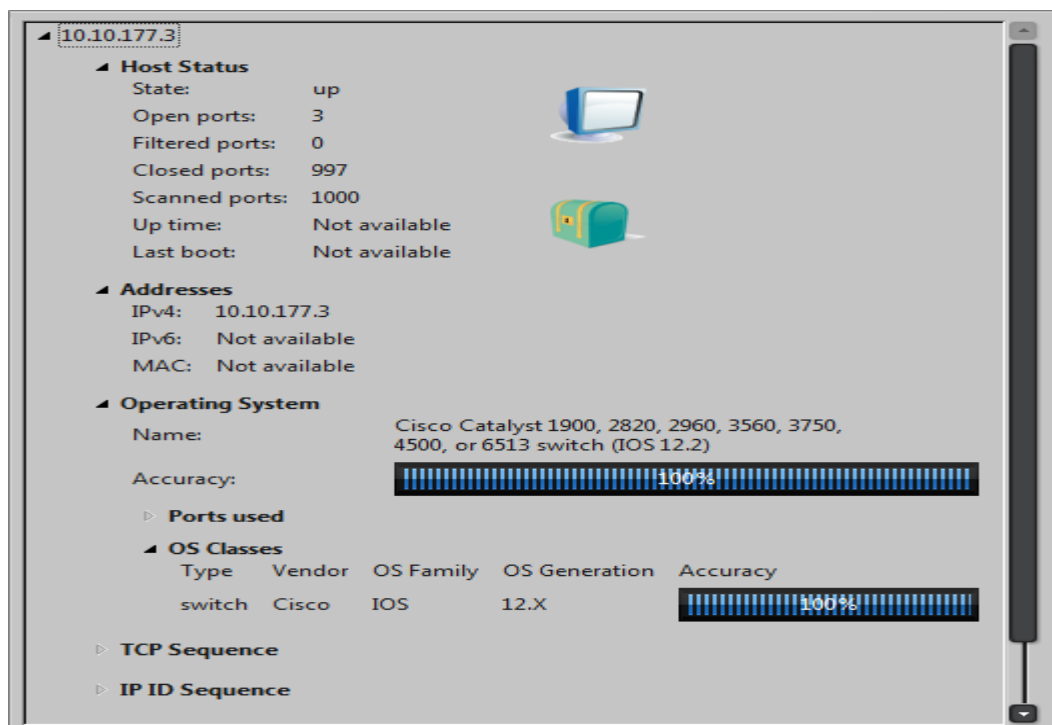 10.10.177.3
Host Status
State: up
Open ports: 3
Filtered ports: 0
Closed ports: 997
Scanned ports: 1000
Up time: Not available
Last boot: Not available
Addresses
IPv4: 10.10.177.3
IPv6: Not available
MAC: Not available
Operating System
Name: Cisco Catalyst 1900, 2820, 2960, 3560, 3750,
4500, or 6513 switch (IOS 12.2)
Accuracy: 100%
Ports used
OS Classes
Type Vendor OS Family OS Generation Accuracy
switch Cisco IOS 12.X 100%
TCP Sequence
IP ID Sequence